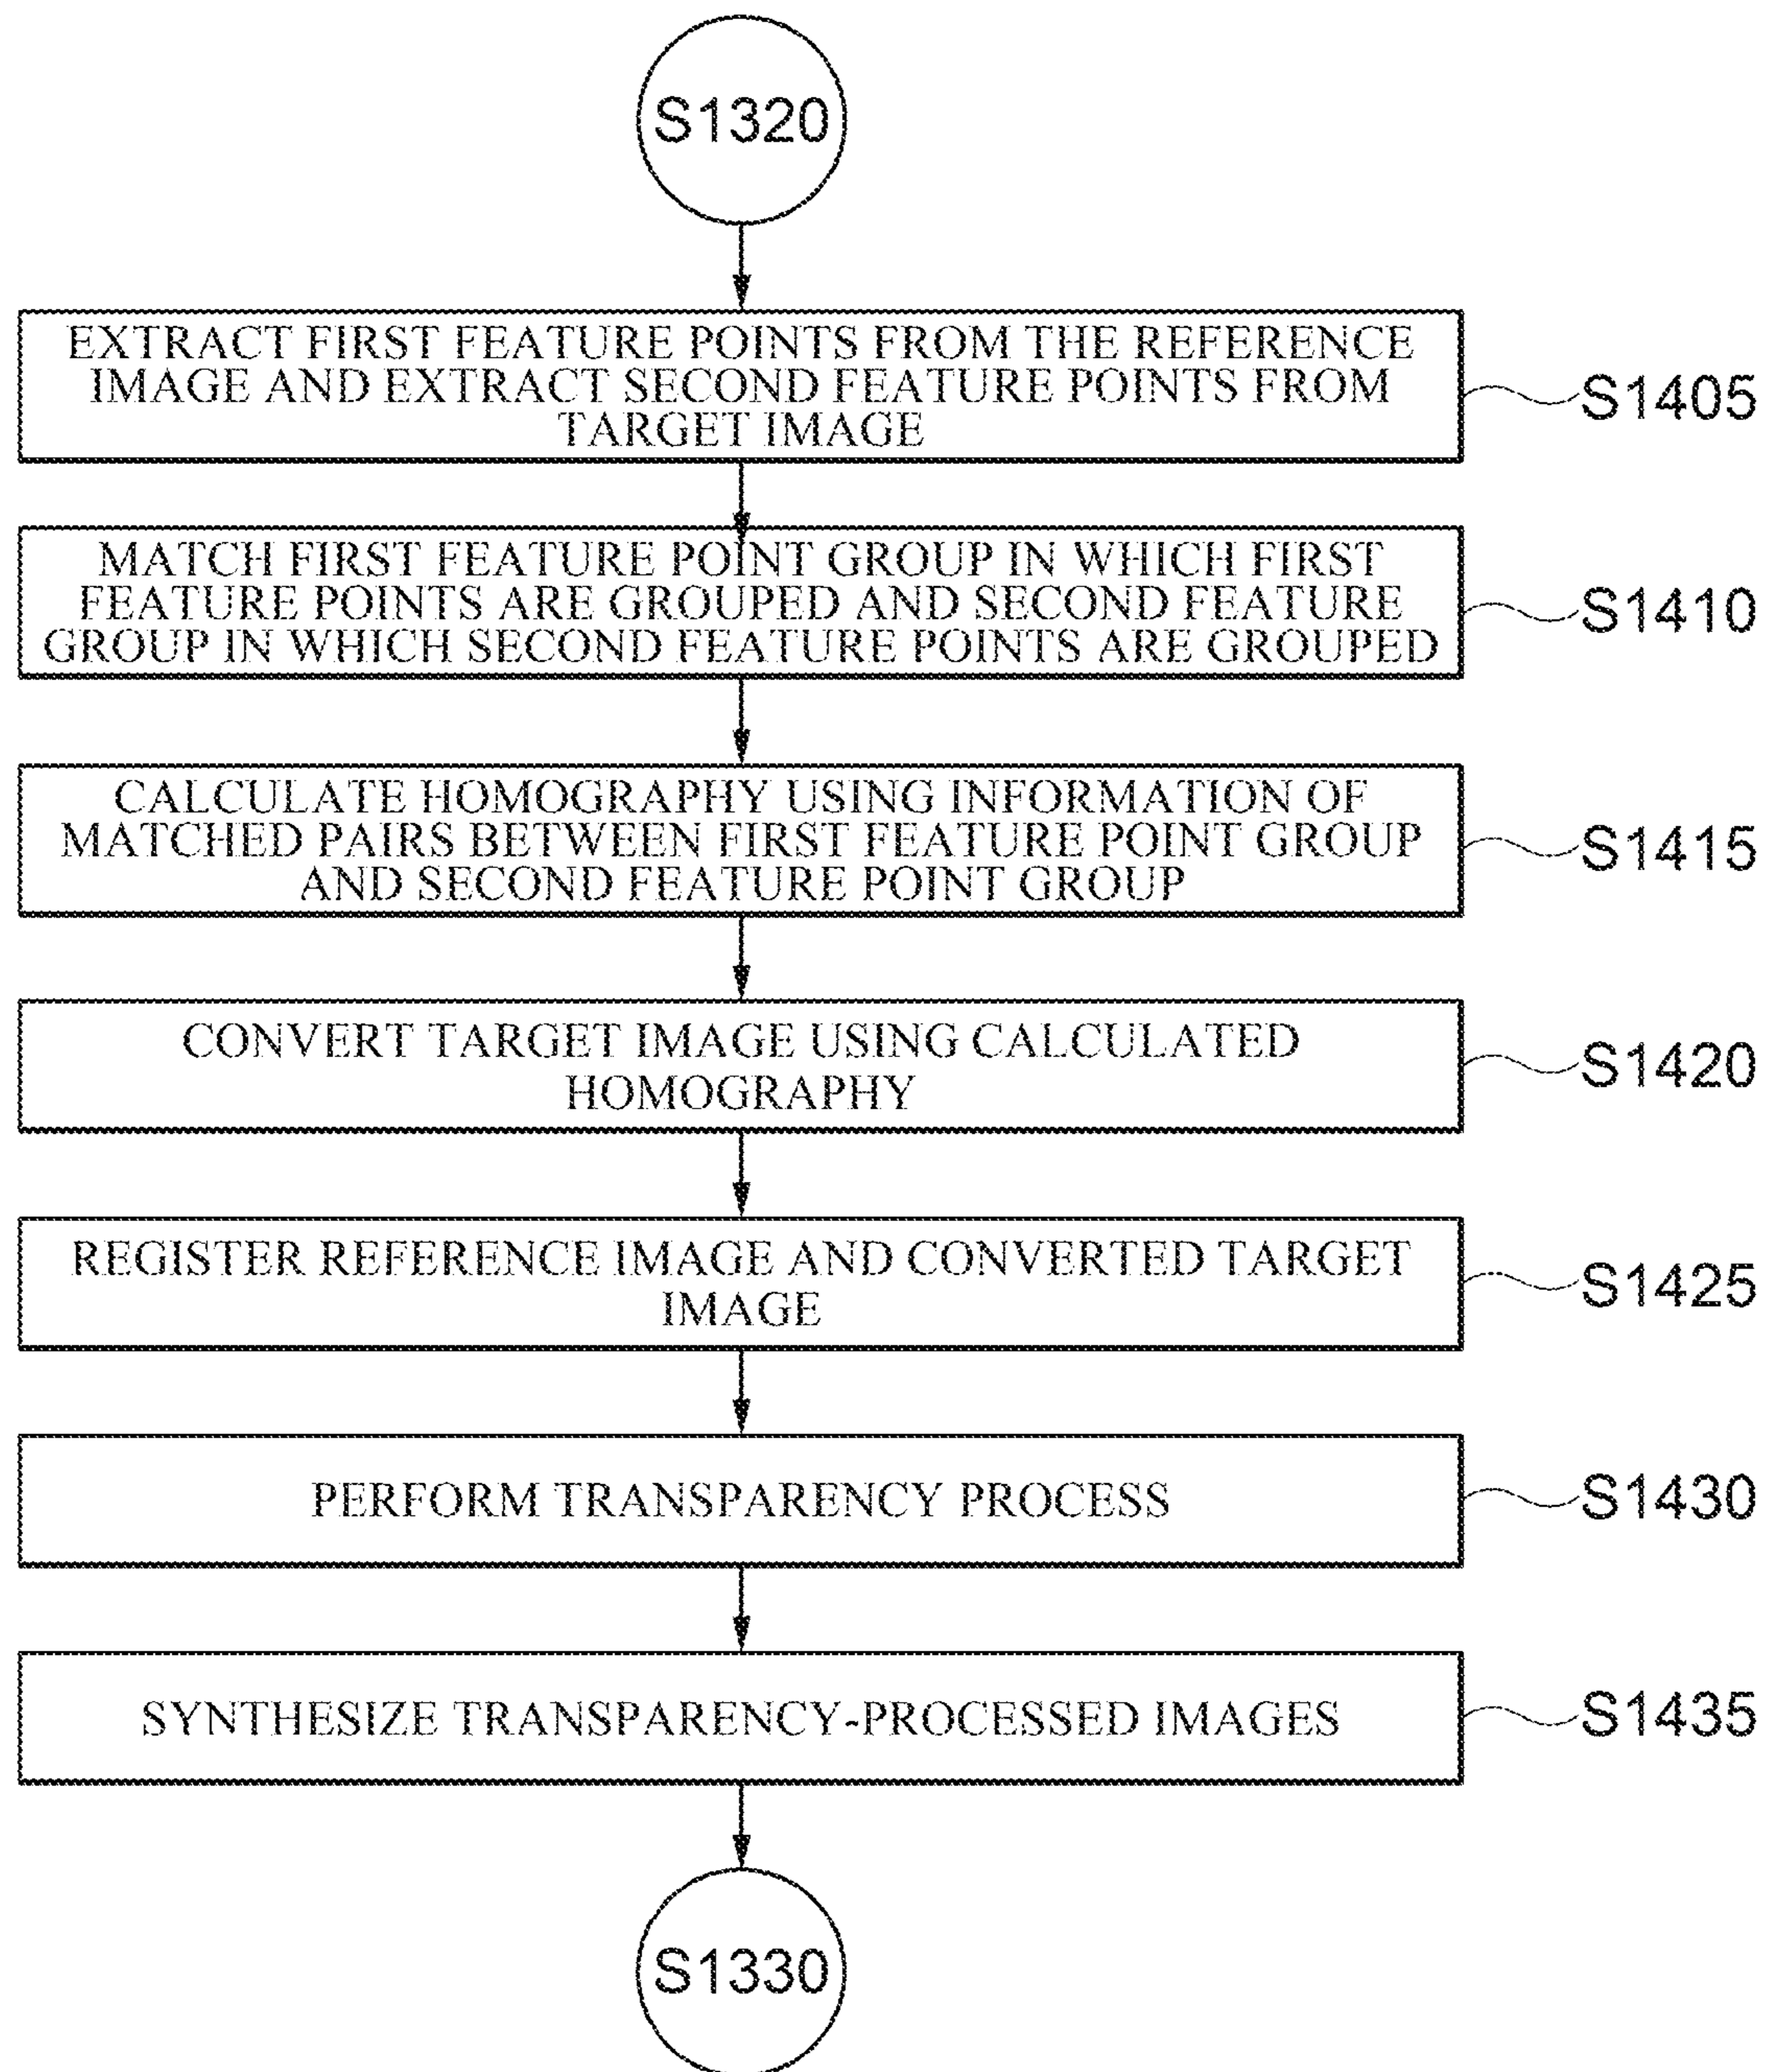 S1320
EXTRACT FIRST FEATURE POINTS FROM THE REFERENCE
IMAGE AND EXTRACT SECOND FEATURE POINTS FROM
TARGET IMAGE
S1405
MATCH FIRST FEATURE POINT GROUP IN WHICH FIRST
FEATURE POINTS ARE GROUPED AND SECOND FEATURE
GROUP IN WHICH SECOND FEATURE POINTS ARE GROUPED
S1410
CALCULATE HOMOGRAPHY USING INFORMATION OF
MATCHED PAIRS BETWEEN FIRST FEATURE POINT GROUP
AND SECOND FEATURE POINT GROUP
S1415
CONVERT TARGET IMAGE USING CALCULATED
HOMOGRAPHY
S1420
REGISTER REFERENCE IMAGE AND CONVERTED TARGET
IMAGE
S1425
PERFORM TRANSPARENCY PROCESS
S1430
SYNTHESIZE TRANSPARENCY-PROCESSED IMAGES
S1435
S1330